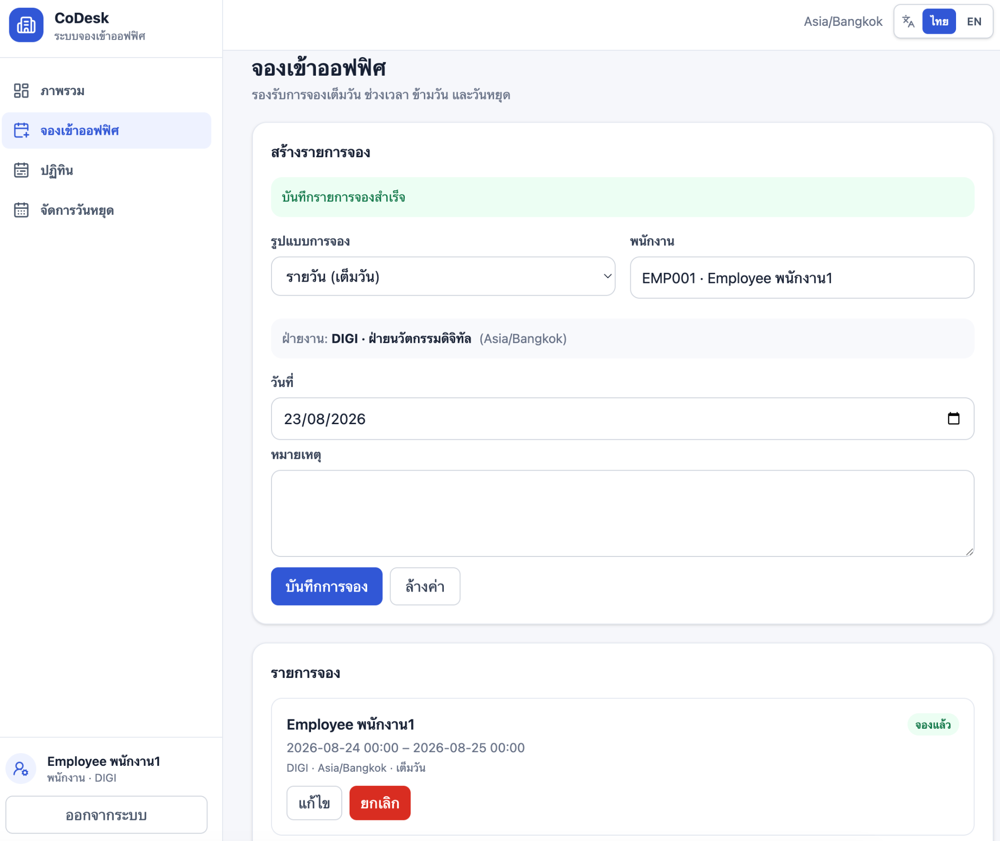 CoDesk
ระบบจองเข้าออฟฟิศ
Asia/Bangkok
ไทย
EN
ภาพรวม
จองเข้าออฟฟิศ
ปฏิทิน
จัดการวันหยุด
จองเข้าออฟฟิศ
รองรับการจองเต็มวัน ช่วงเวลา ข้ามวัน และวันหยุด
สร้างรายการจอง
บันทึกรายการจองสำเร็จ
รูปแบบการจอง
รายวัน (เต็มวัน)
พนักงาน
EMP001 · Employee พนักงาน1
ฝ่ายงาน: DIGI · ฝ่ายนวัตกรรมดิจิทัล (Asia/Bangkok)
วันที่
23/08/2026
หมายเหตุ
บันทึกการจอง
ล้างค่า
รายการจอง
Employee พนักงาน1
จองแล้ว
2026-08-24 00:00 – 2026-08-25 00:00
DIGI · Asia/Bangkok · เต็มวัน
แก้ไข
ยกเลิก
Employee พนักงาน1
พนักงาน · DIGI
ออกจากระบบ